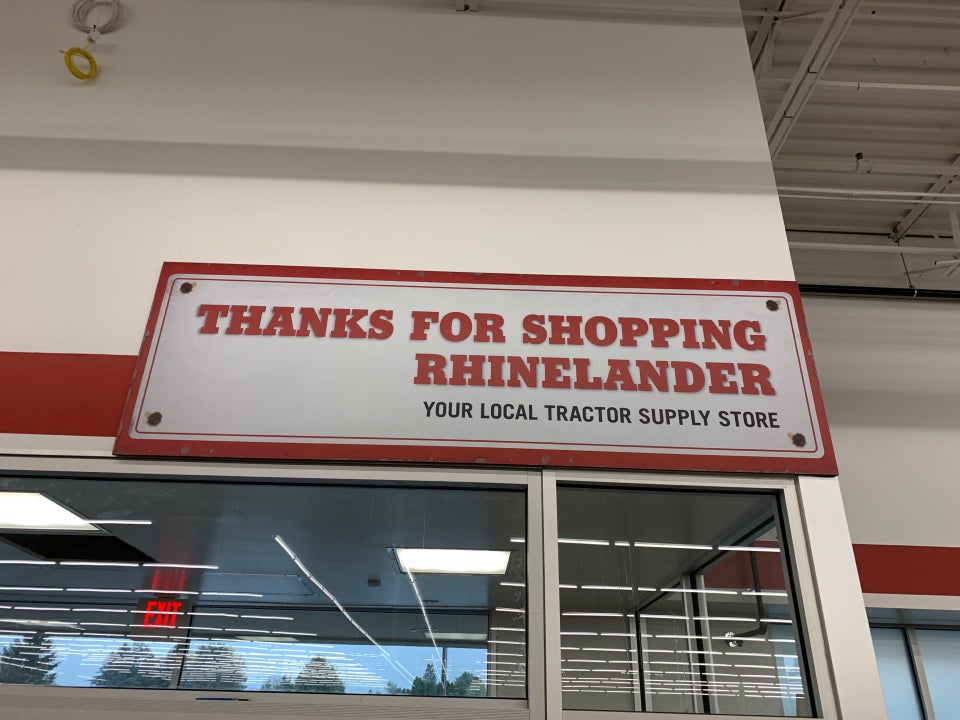 THANKS FOR SHOPPING
RHINELANDER
YOUR LOCAL TRACTOR SUPPLY STORE
EXIT